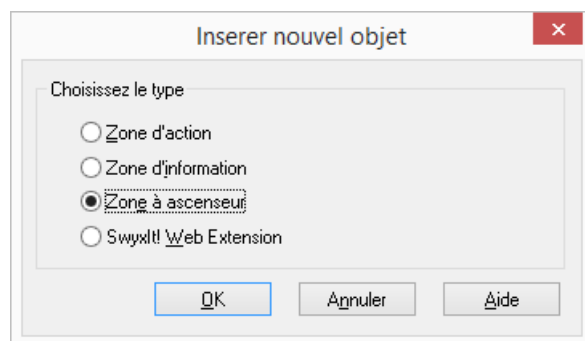 Inserer nouvel objet
Choisissez le type
Zone d'action
Zone d'information
Zone à ascenseur
SwyxIt! Web Extension
OK Annuler Aide